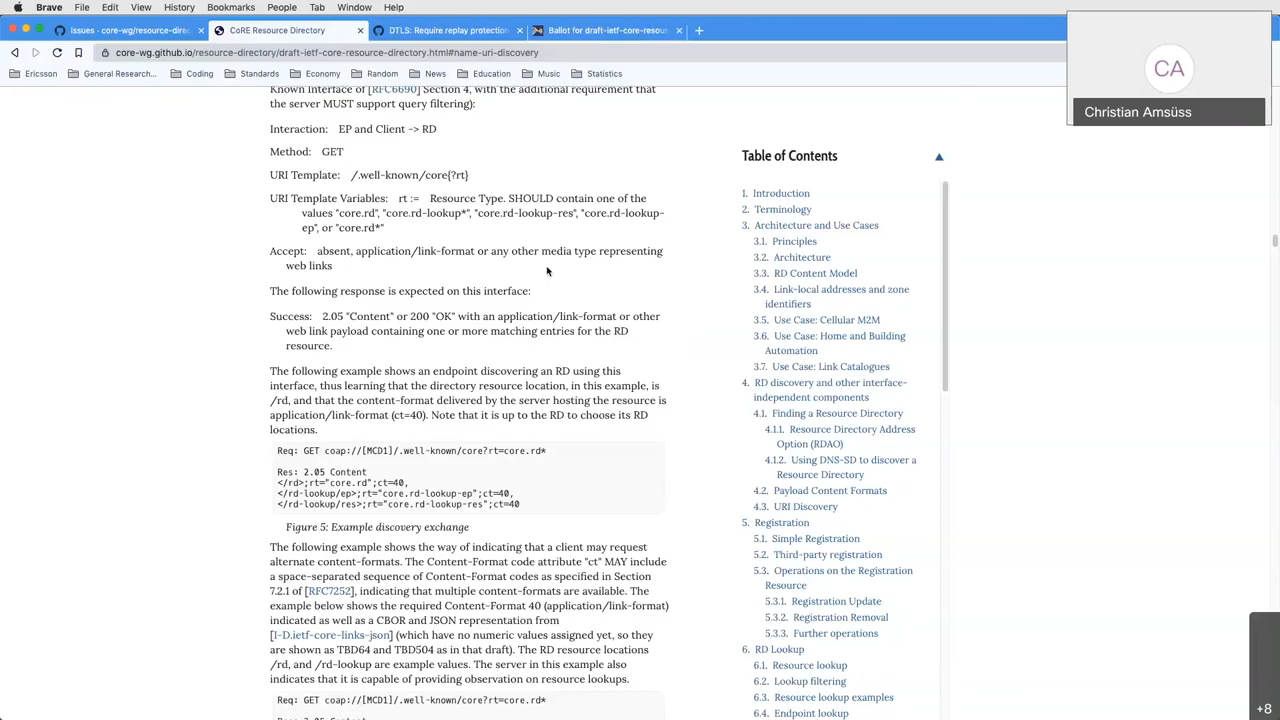 Brave File Edit View History Bookmarks People Tab Window Help
Issues · core-wg/resource-direc
CoRE Resource Directory
DTLS: Require replay protection
Ballot for draft-ietf-core-resou
core-wg.github.io/resource-directory/draft-ietf-core-resource-directory.html#name-uri-discovery
Ericsson General Research... Coding Standards Economy Random News Education Music Statistics
CA
Christian Amsüss
Known Interface of [RFC6690] Section 4, with the additional requirement that
the server MUST support query filtering):
Interaction: EP and Client -> RD
Method: GET
URI Template: /.well-known/core{?rt}
URI Template Variables: rt := Resource Type. SHOULD contain one of the
values "core.rd", "core.rd-lookup*", "core.rd-lookup-res", "core.rd-lookup-
ep", or "core.rd*"
Accept: absent, application/link-format or any other media type representing
web links
The following response is expected on this interface:
Success: 2.05 "Content" or 200 "OK" with an application/link-format or other
web link payload containing one or more matching entries for the RD
resource.
The following example shows an endpoint discovering an RD using this
interface, thus learning that the directory resource location, in this example, is
/rd, and that the content-format delivered by the server hosting the resource is
application/link-format (ct=40). Note that it is up to the RD to choose its RD
locations.
Req: GET coap://[MCD1]/.well-known/core?rt=core.rd*
Res: 2.05 Content
</rd>;rt="core.rd";ct=40,
</rd-lookup/ep>;rt="core.rd-lookup-ep";ct=40,
</rd-lookup/res>;rt="core.rd-lookup-res";ct=40
Figure 5: Example discovery exchange
The following example shows the way of indicating that a client may request
alternate content-formats. The Content-Format code attribute "ct" MAY include
a space-separated sequence of Content-Format codes as specified in Section
7.2.1 of [RFC7252], indicating that multiple content-formats are available. The
example below shows the required Content-Format 40 (application/link-format)
indicated as well as a CBOR and JSON representation from
[I-D.ietf-core-links-json] (which have no numeric values assigned yet, so they
are shown as TBD64 and TBD504 as in that draft). The RD resource locations
/rd, and /rd-lookup are example values. The server in this example also
indicates that it is capable of providing observation on resource lookups.
Req: GET coap://[MCD1]/.well-known/core?rt=core.rd*
Table of Contents
1. Introduction
2. Terminology
3. Architecture and Use Cases
3.1. Principles
3.2. Architecture
3.3. RD Content Model
3.4. Link-local addresses and zone
identifiers
3.5. Use Case: Cellular M2M
3.6. Use Case: Home and Building
Automation
3.7. Use Case: Link Catalogues
4. RD discovery and other interface-
independent components
4.1. Finding a Resource Directory
4.1.1. Resource Directory Address
Option (RDAO)
4.1.2. Using DNS-SD to discover a
Resource Directory
4.2. Payload Content Formats
4.3. URI Discovery
5. Registration
5.1. Simple Registration
5.2. Third-party registration
5.3. Operations on the Registration
Resource
5.3.1. Registration Update
5.3.2. Registration Removal
5.3.3. Further operations
6. RD Lookup
6.1. Resource lookup
6.2. Lookup filtering
6.3. Resource lookup examples
6.4. Endpoint lookup
+8